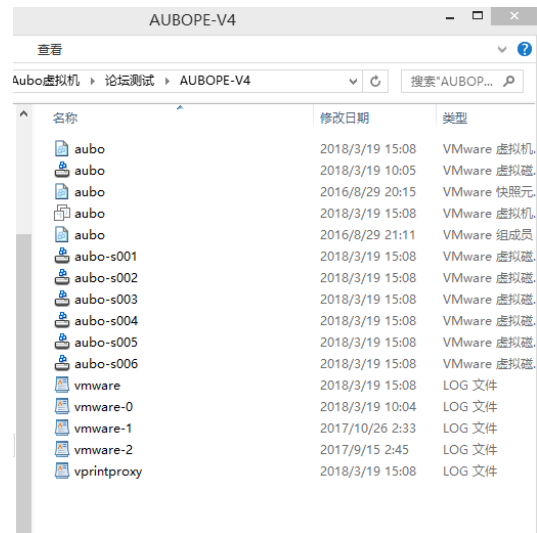 AUBOPE-V4
查看
Aubo虚拟机 ▸ 论坛测试 ▸ AUBOPE-V4 搜索"AUBOP...
名称 修改日期 类型
aubo 2018/3/19 15:08 VMware 虚拟机.
aubo 2018/3/19 10:05 VMware 虚拟磁.
aubo 2016/8/29 20:15 VMware 快照元.
aubo 2018/3/19 15:08 VMware 虚拟机.
aubo 2016/8/29 21:11 VMware 组成员
aubo-s001 2018/3/19 15:08 VMware 虚拟磁.
aubo-s002 2018/3/19 15:08 VMware 虚拟磁.
aubo-s003 2018/3/19 15:08 VMware 虚拟磁.
aubo-s004 2018/3/19 15:08 VMware 虚拟磁.
aubo-s005 2018/3/19 15:08 VMware 虚拟磁.
aubo-s006 2018/3/19 15:08 VMware 虚拟磁.
vmware 2018/3/19 15:08 LOG 文件
vmware-0 2018/3/19 10:04 LOG 文件
vmware-1 2017/10/26 2:33 LOG 文件
vmware-2 2017/9/15 2:45 LOG 文件
vprintproxy 2018/3/19 15:08 LOG 文件